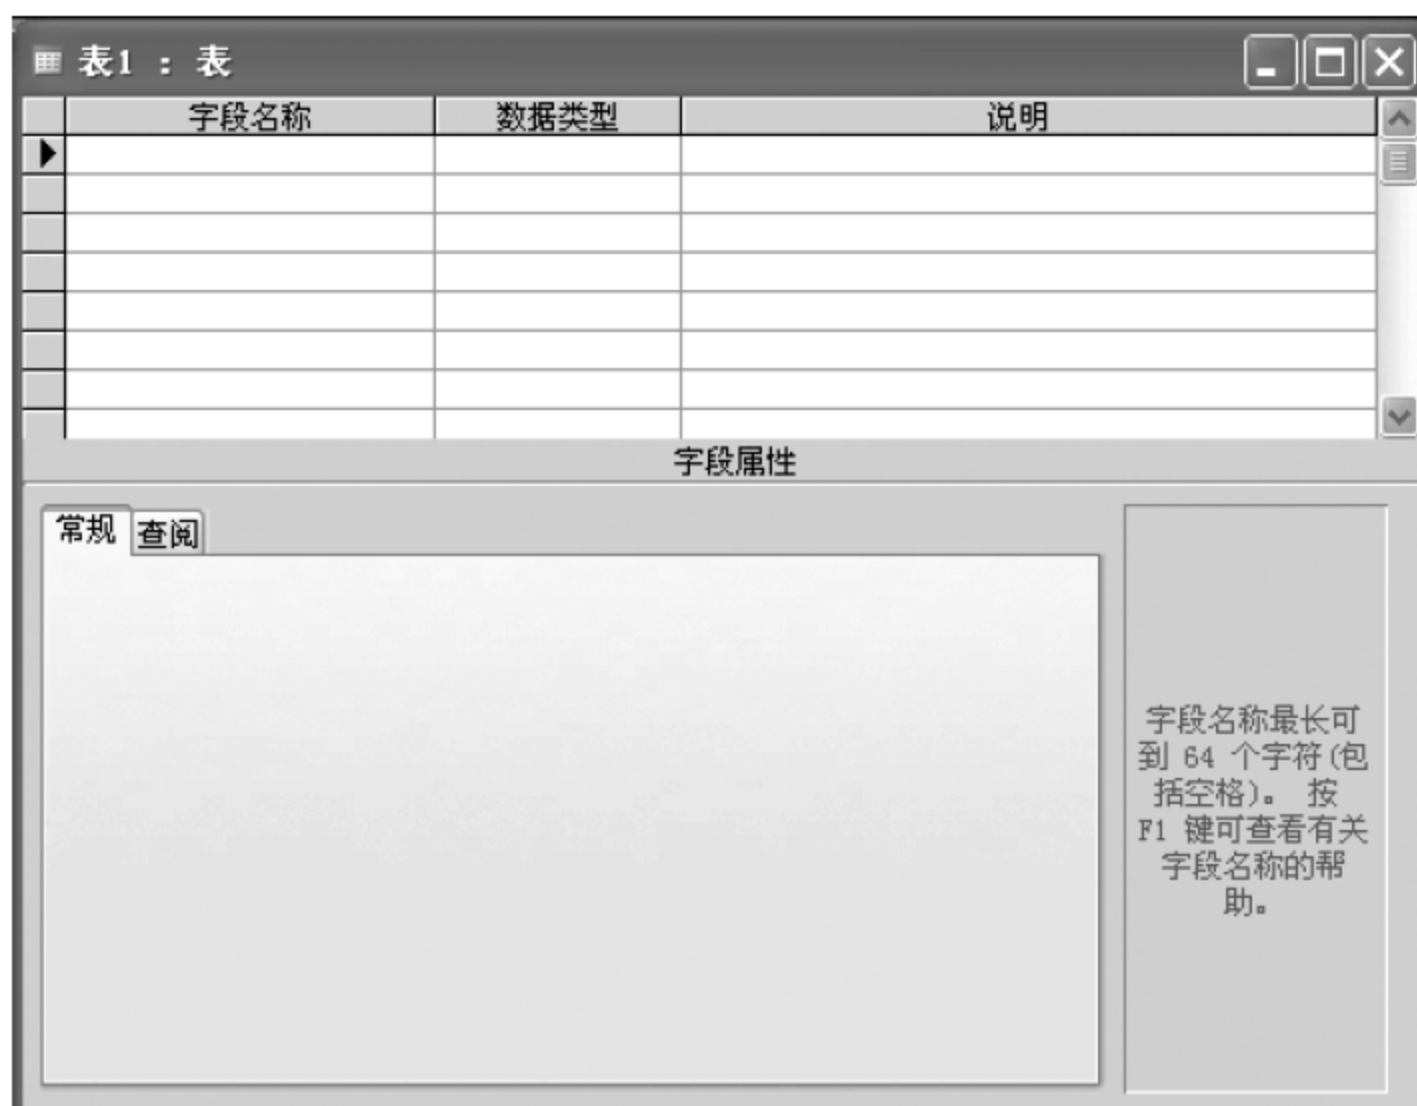 表1 : 表
字段名称 数据类型 说明
字段属性
常规 查阅
字段名称最长可
到 64 个字符(包
括空格)。 按
F1 键可查看有关
字段名称的帮
助。